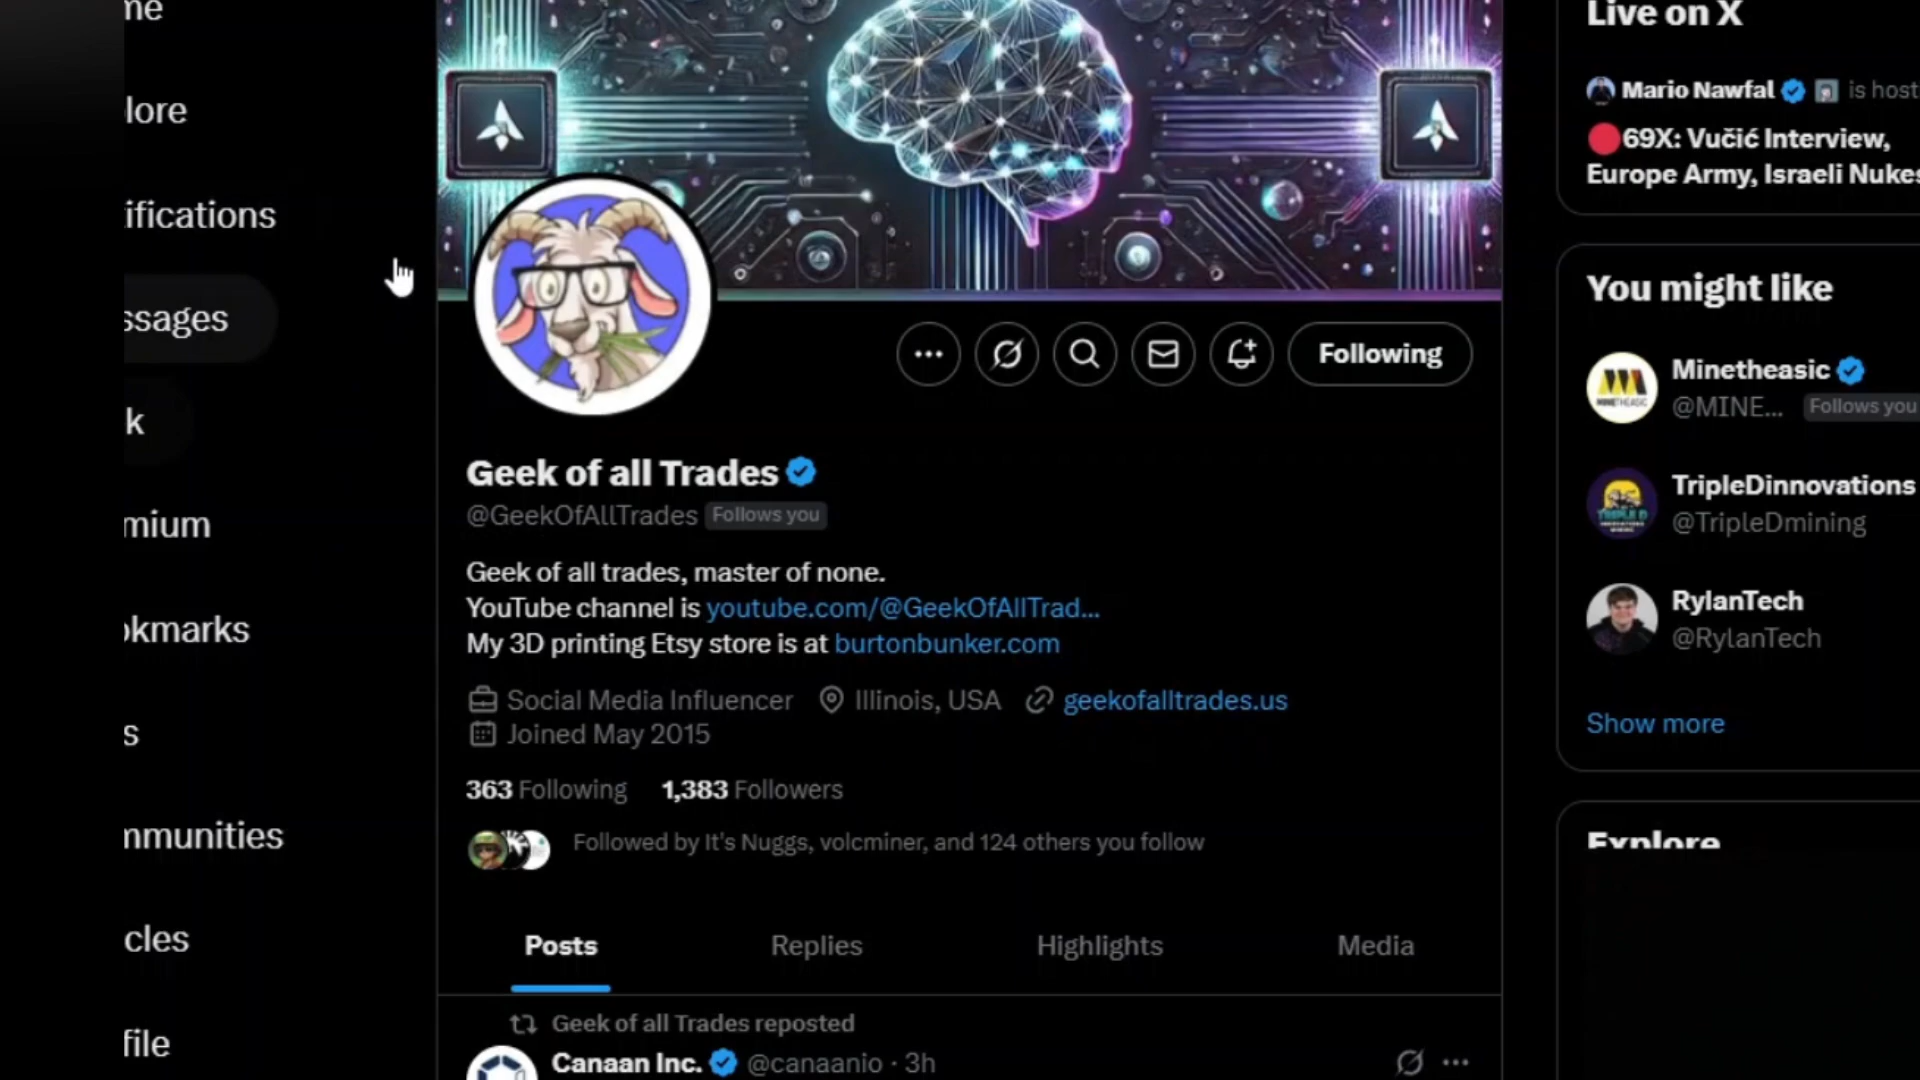 me
lore
ifications
ssages
k
mium
okmarks
s
mmunities
cles
file
Following
Geek of all Trades
@GeekOfAllTrades Follows you
Geek of all trades, master of none.
YouTube channel is youtube.com/@GeekOfAllTrad...
My 3D printing Etsy store is at burtonbunker.com
Social Media Influencer Illinois, USA geekofalltrades.us
Joined May 2015
363 Following 1,383 Followers
Followed by It's Nuggs, volcminer, and 124 others you follow
Posts Replies Highlights Media
Geek of all Trades reposted
Canaan Inc. @canaanio · 3h
Live on X
Mario Nawfal is host
69X: Vučić Interview,
Europe Army, Israeli Nukes
You might like
Minetheasic
@MINE... Follows you
TripleDinnovations
@TripleDmining
RylanTech
@RylanTech
Show more
Explore